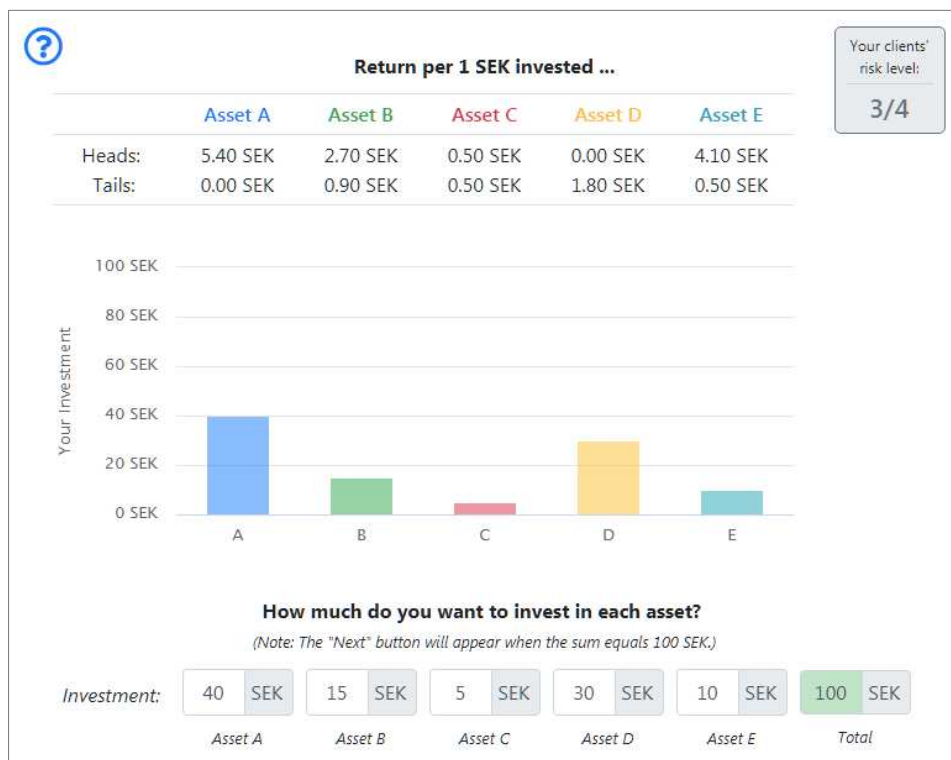 ?
Your clients'
risk level:
3/4
Return per 1 SEK invested ...
Asset A Asset B Asset C Asset D Asset E
Heads: 5.40 SEK 2.70 SEK 0.50 SEK 0.00 SEK 4.10 SEK
Tails: 0.00 SEK 0.90 SEK 0.50 SEK 1.80 SEK 0.50 SEK
Your Investment
100 SEK
80 SEK
60 SEK
40 SEK
20 SEK
0 SEK
A B C D E
How much do you want to invest in each asset?
(Note: The "Next" button will appear when the sum equals 100 SEK.)
Investment: 40 SEK 15 SEK 5 SEK 30 SEK 10 SEK 100 SEK
Asset A Asset B Asset C Asset D Asset E Total